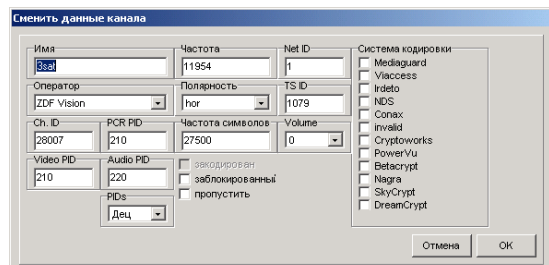 Сменить данные канала
Имя Частота Net ID Система кодировки
3sat 11954 1 Mediaguard
Viaccess
Оператор Полярность TS ID Irdeto
ZDF Vision hor 1079 NDS
Conax
Ch. ID PCR PID Частота символов Volume invalid
28007 210 27500 0 Cryptoworks
PowerVu
Video PID Audio PID закодирован Betacrypt
210 220 заблокированный Nagra
PIDs пропустить SkyCrypt
Дец DreamCrypt
Отмена OK